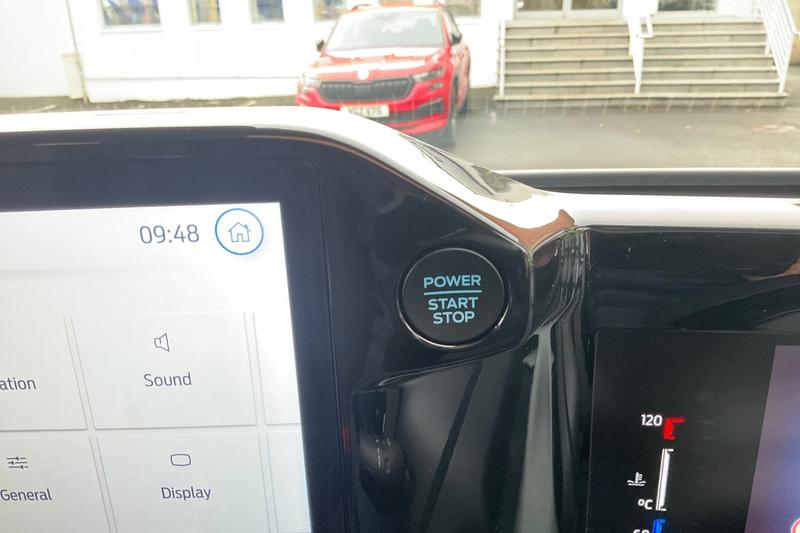 09:48
POWER
START
STOP
ation
Sound
General
Display
120
°C